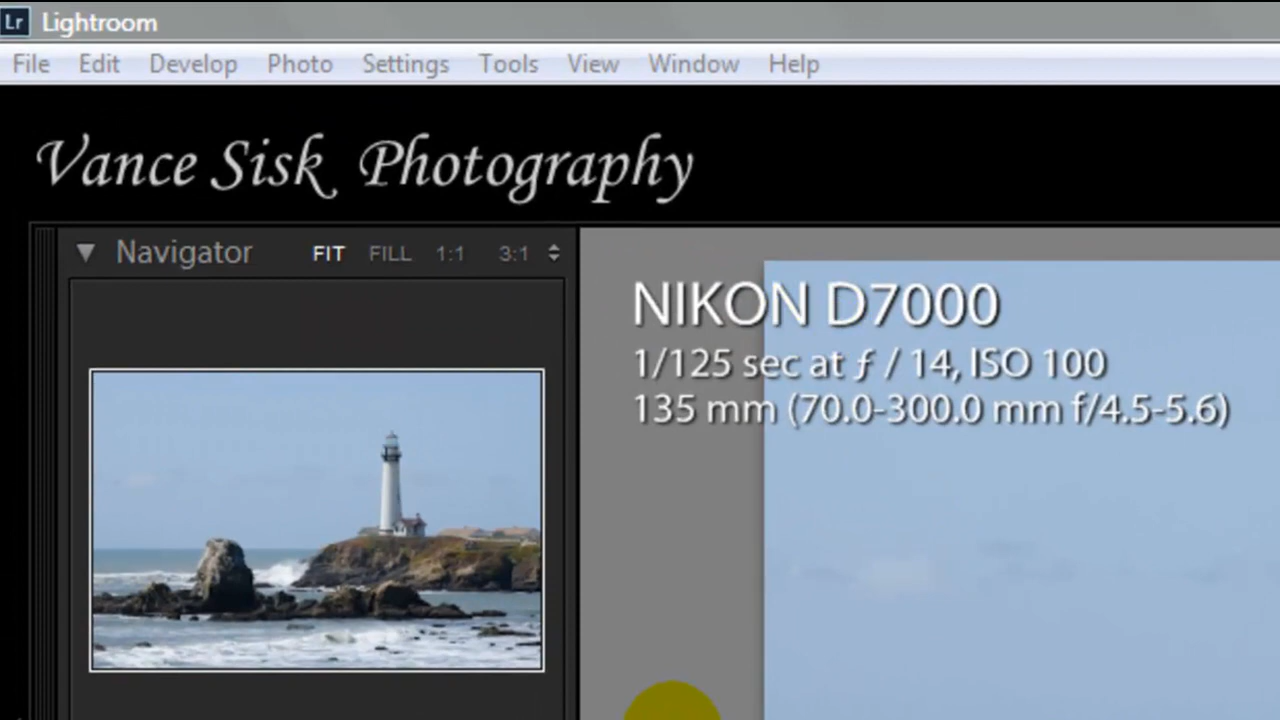 Lr Lightroom
File Edit Develop Photo Settings Tools View Window Help
Vance Sisk Photography
Navigator FIT FILL 1:1 3:1
NIKON D7000
1/125 sec at ƒ / 14, ISO 100
135 mm (70.0-300.0 mm f/4.5-5.6)